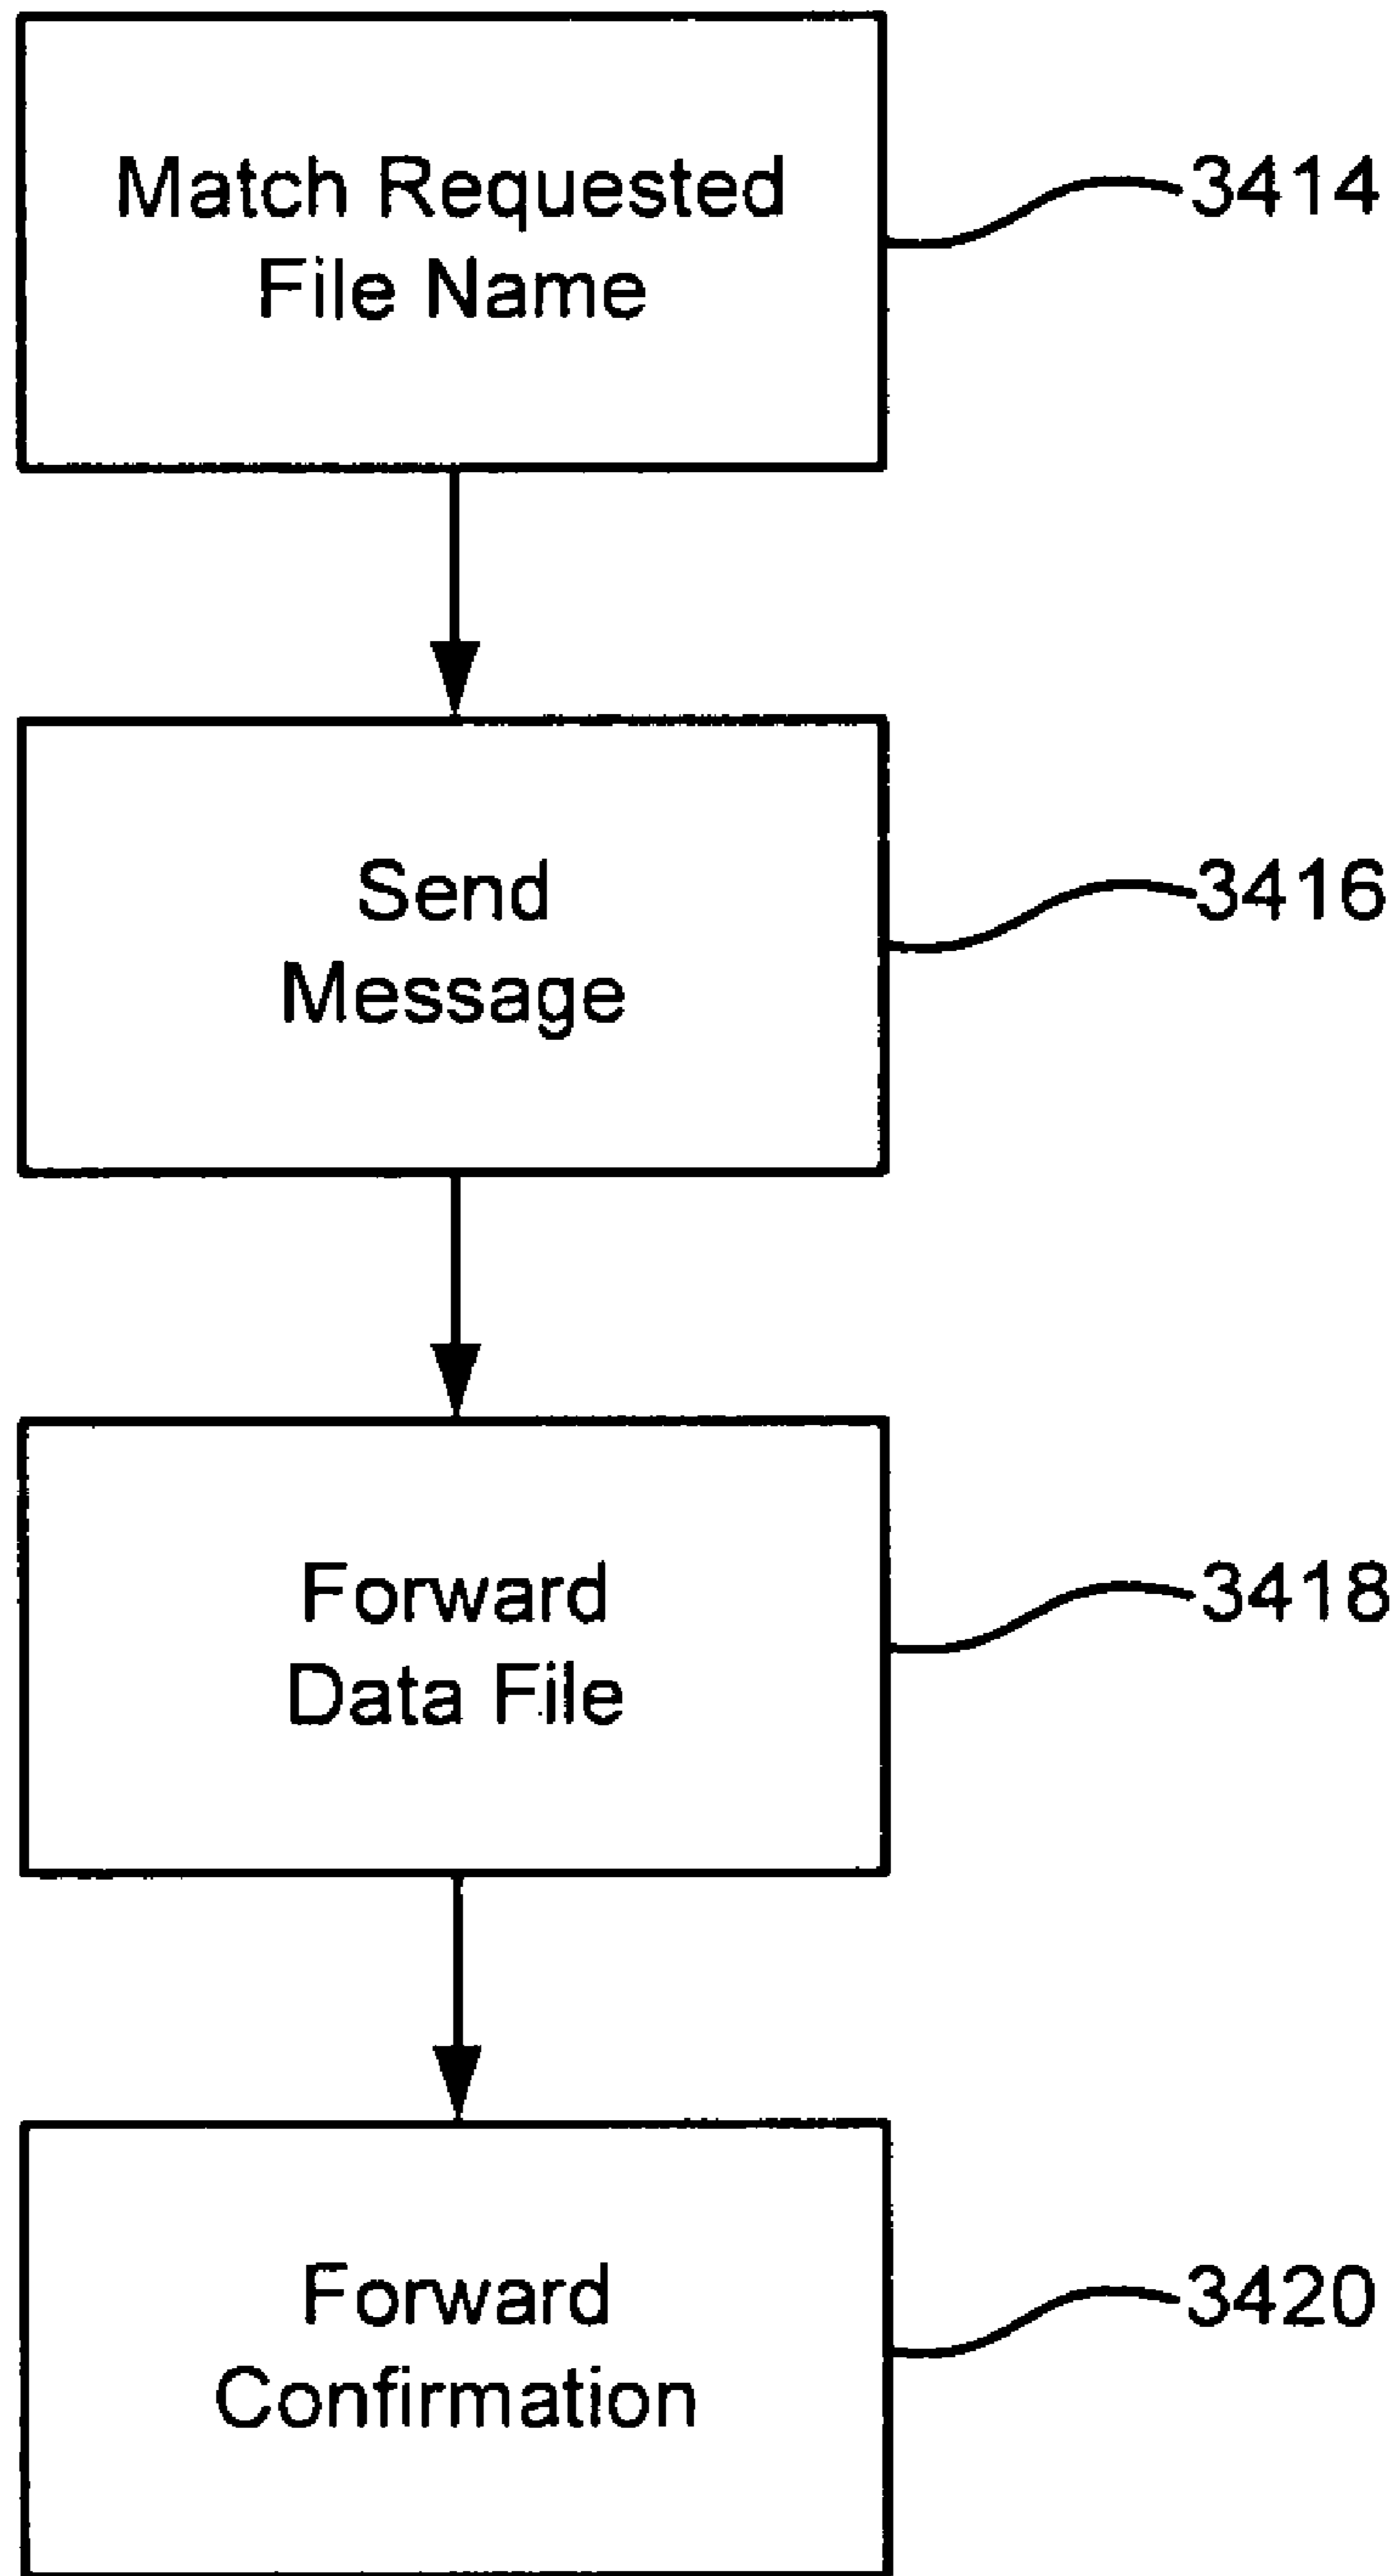 Match Requested
File Name
3414
Send
Message
3416
Forward
Data File
3418
Forward
Confirmation
3420